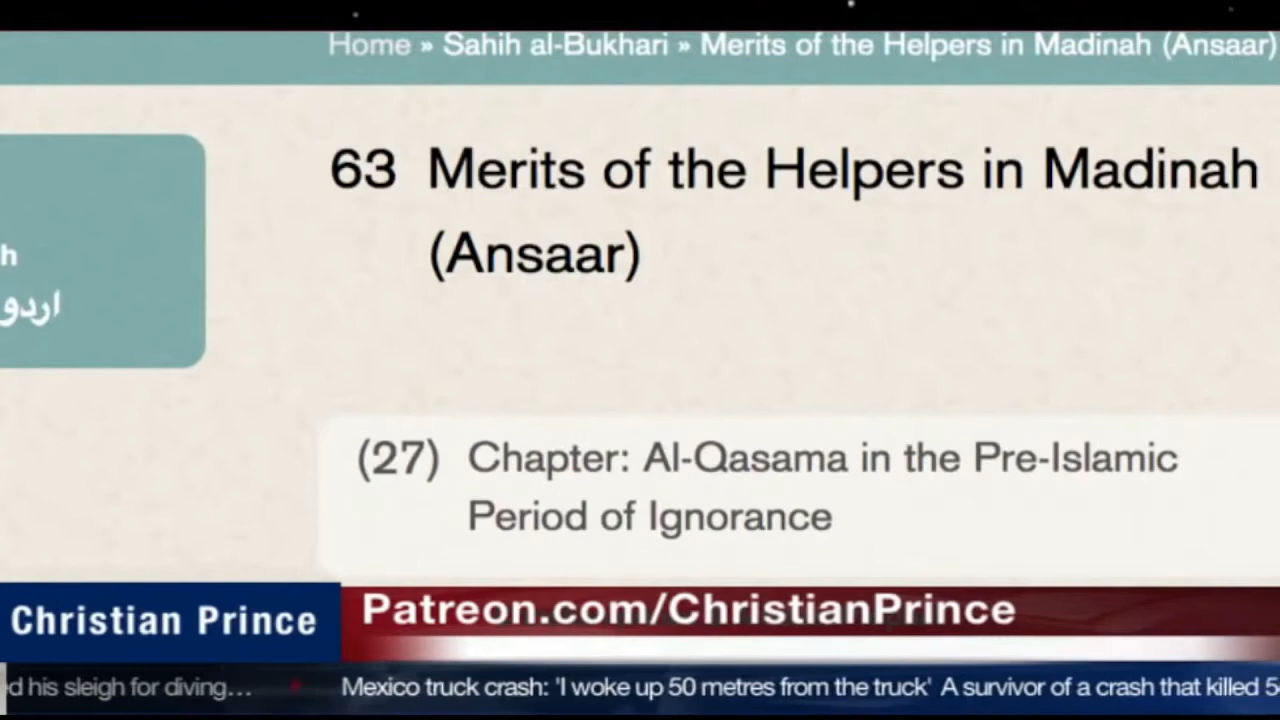 Home » Sahih al-Bukhari » Merits of the Helpers in Madinah (Ansaar)
63 Merits of the Helpers in Madinah
(Ansaar)
h
اردو
(27) Chapter: Al-Qasama in the Pre-Islamic
Period of Ignorance
Christian Prince
Patreon.com/ChristianPrince
d his sleigh for diving... Mexico truck crash: 'I woke up 50 metres from the truck' A survivor of a crash that killed 5